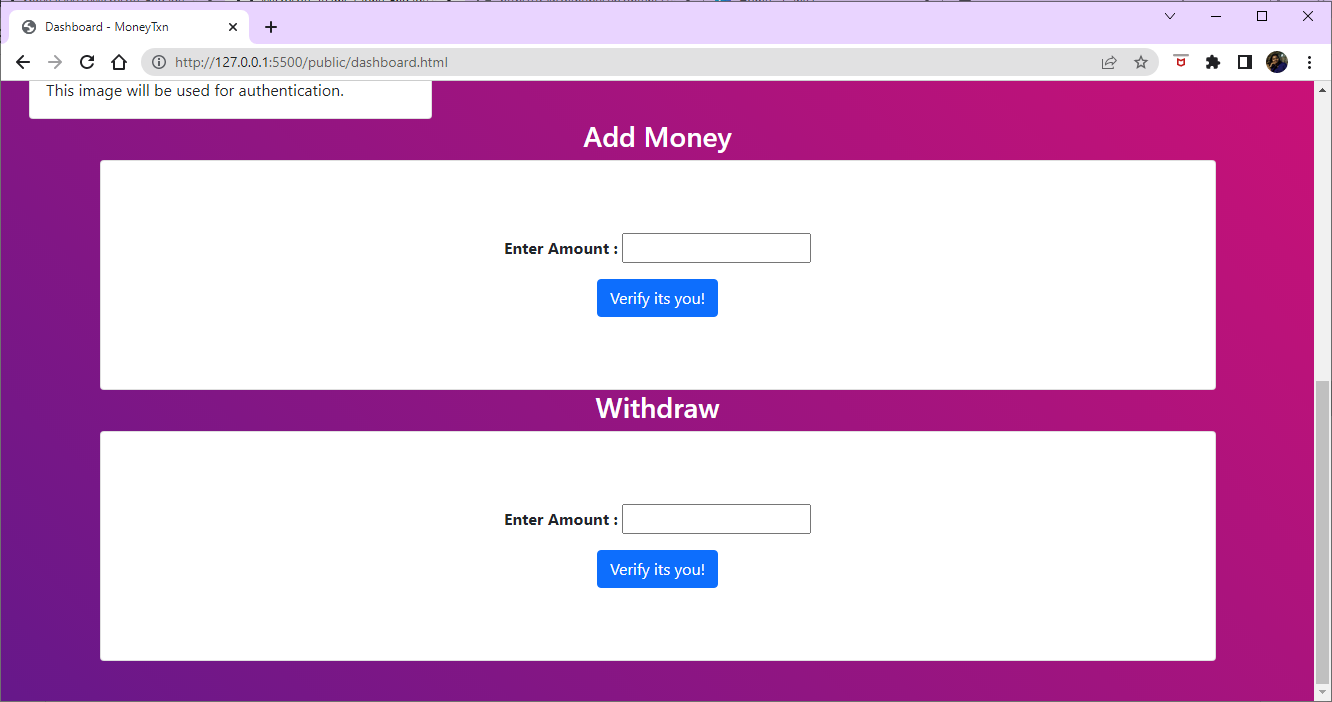 Dashboard - MoneyTxn
http://127.0.0.1:5500/public/dashboard.html
This image will be used for authentication.
Add Money
Enter Amount :
Verify its you!
Withdraw
Enter Amount :
Verify its you!